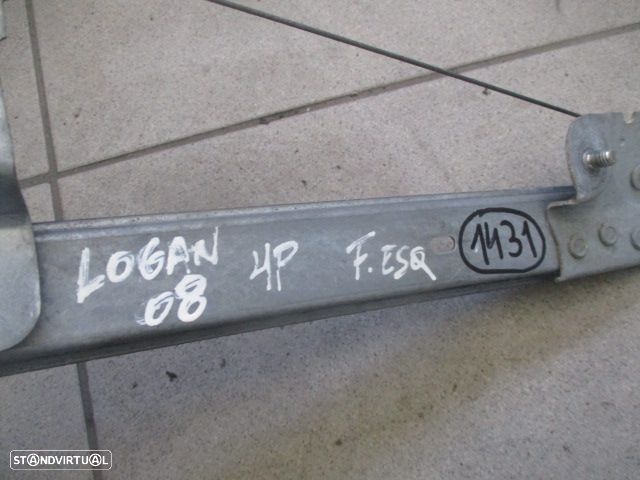 LOGAN 4P F.ESQ 1431
08
STANDVIRTUAL